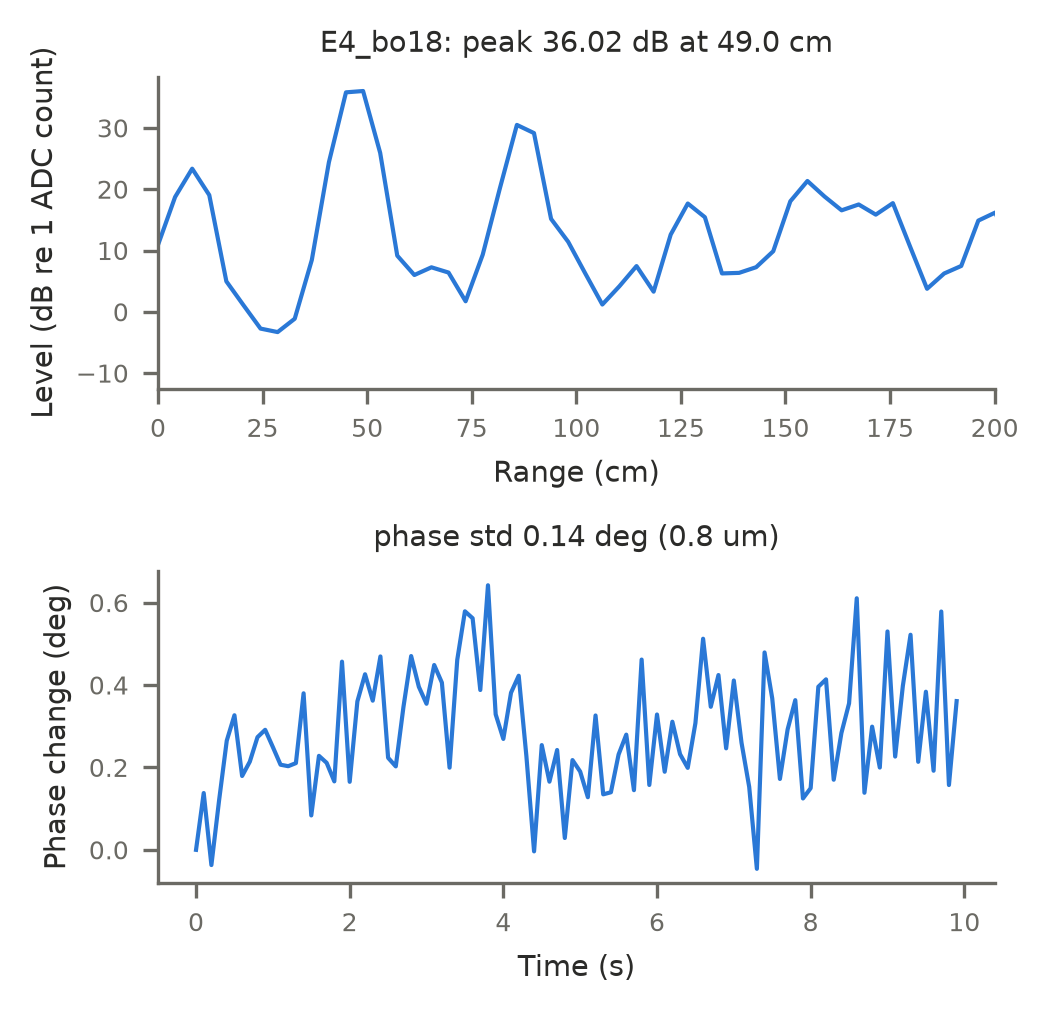 E4_bo18: peak 36.02 dB at 49.0 cm
Level (dB re 1 ADC count)
30
20
10
0
−10
0 25 50 75 100 125 150 175 200
Range (cm)
phase std 0.14 deg (0.8 um)
Phase change (deg)
0.6
0.4
0.2
0.0
0 2 4 6 8 10
Time (s)